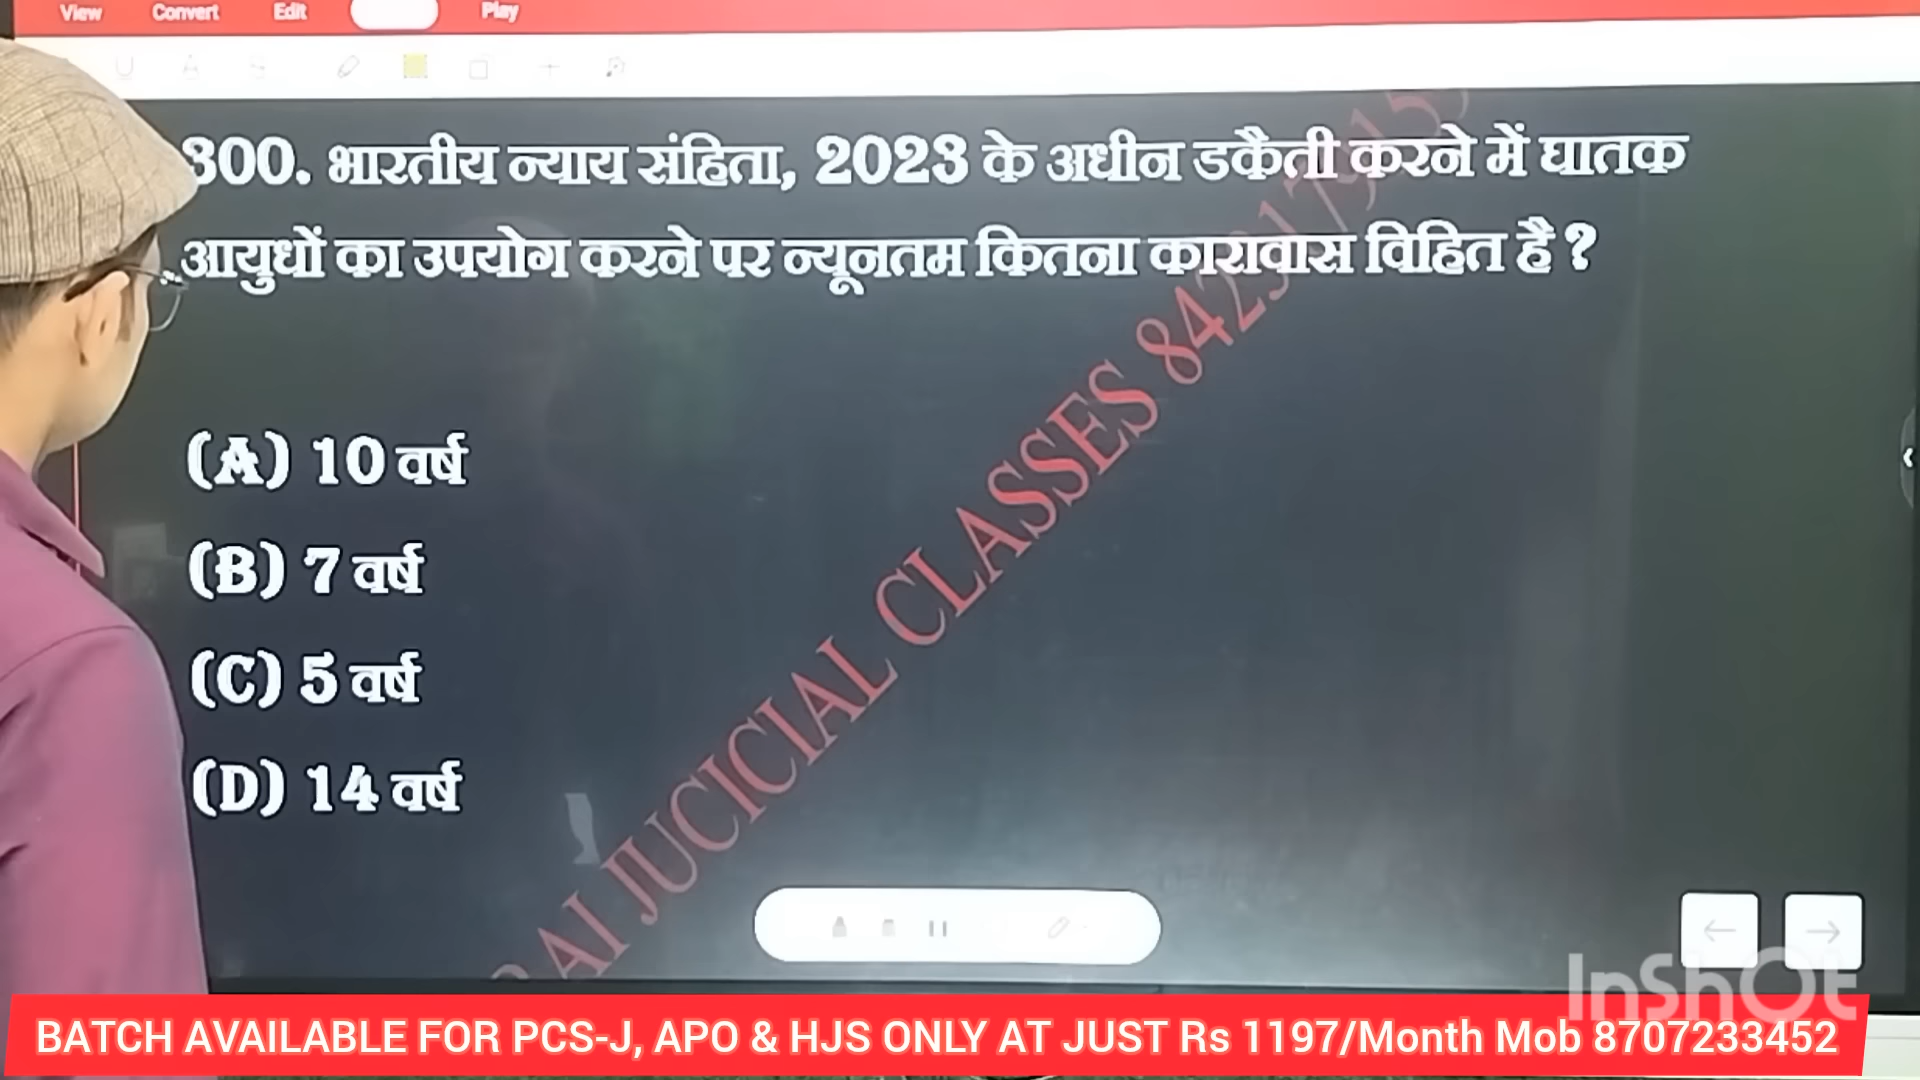 View Convert Edit Play
300. भारतीय न्याय संहिता, 2023 के अधीन डकैती करने में घातक
आयुधों का उपयोग करने पर न्यूनतम कितना कारावास विहित है ?
(A) 10 वर्ष
(B) 7 वर्ष
(C) 5 वर्ष
(D) 14 वर्ष
RAI JUCICIAL CLASSES
InShOt
BATCH AVAILABLE FOR PCS-J, APO & HJS ONLY AT JUST Rs 1197/Month Mob 8707233452